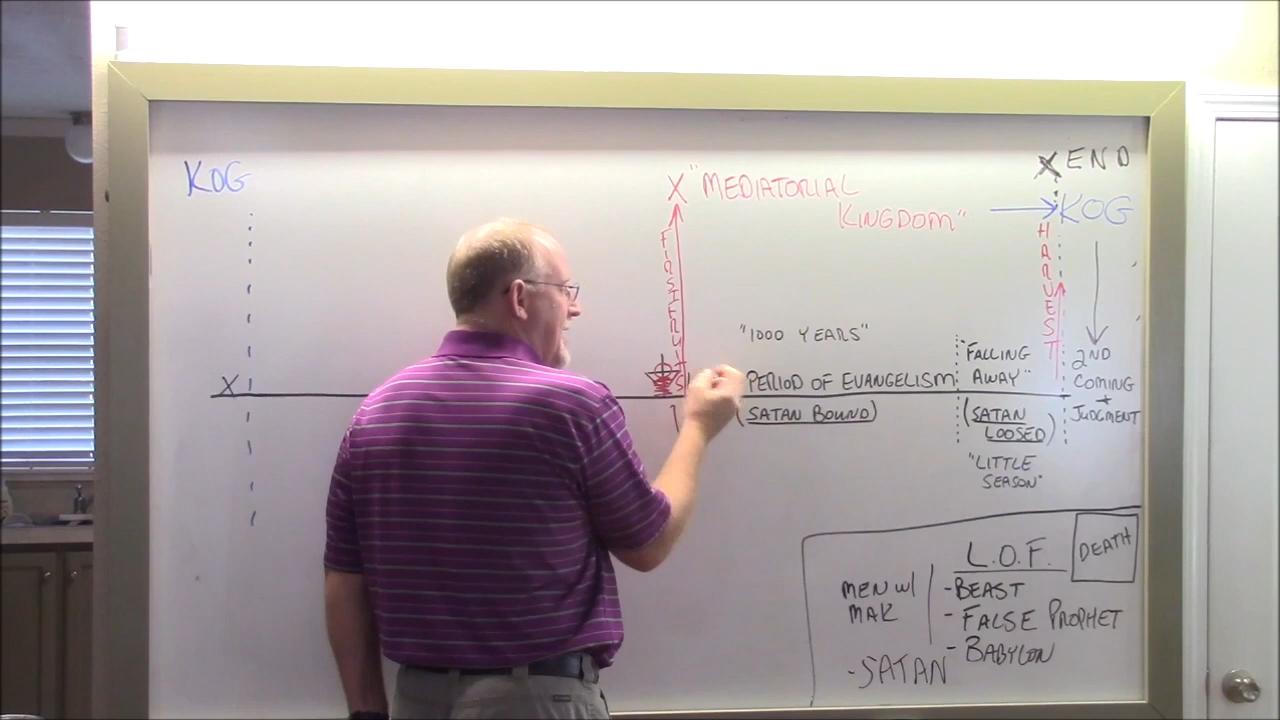 KOG
X
X "MEDIATORIAL
KINGDOM"
FIRSTFRUITS
X END
KOG
HARVEST
2ND
COMING
+
JUDGMENT
"1000 YEARS"
PERIOD OF EVANGELISM
(SATAN BOUND)
"FALLING
AWAY"
(SATAN
LOOSED)
"LITTLE
SEASON"
L.O.F.
DEATH
MEN W/
MAK
- BEAST
- FALSE PROPHET
- BABYLON
- SATAN